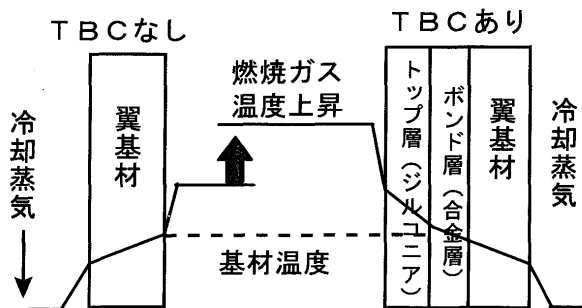 TBCなし
TBCあり
冷却蒸気
翼基材
燃焼ガス
温度上昇
基材温度
トップ層(ジルコニア)
ボンド層(合金層)
翼基材
冷却蒸気